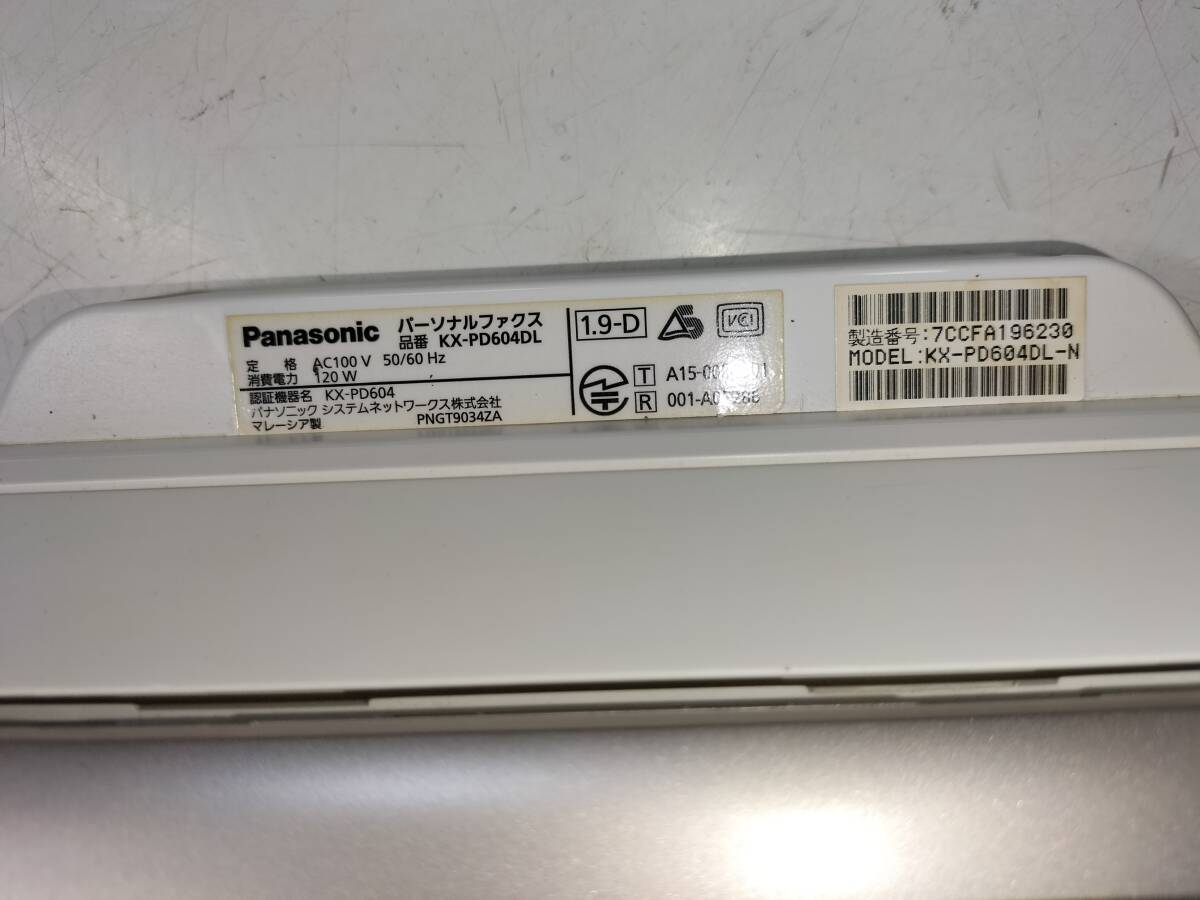 Panasonic パーソナルファクス
品番 KX-PD604DL
定 格 AC100 V 50/60 Hz
消費電力 120 W
認証機器名 KX-PD604
パナソニック システムネットワークス株式会社
マレーシア製 PNGT9034ZA
1.9-D
VCI
T
R 001-
製造番号:7CCFA196230
MODEL:KX-PD604DL-N